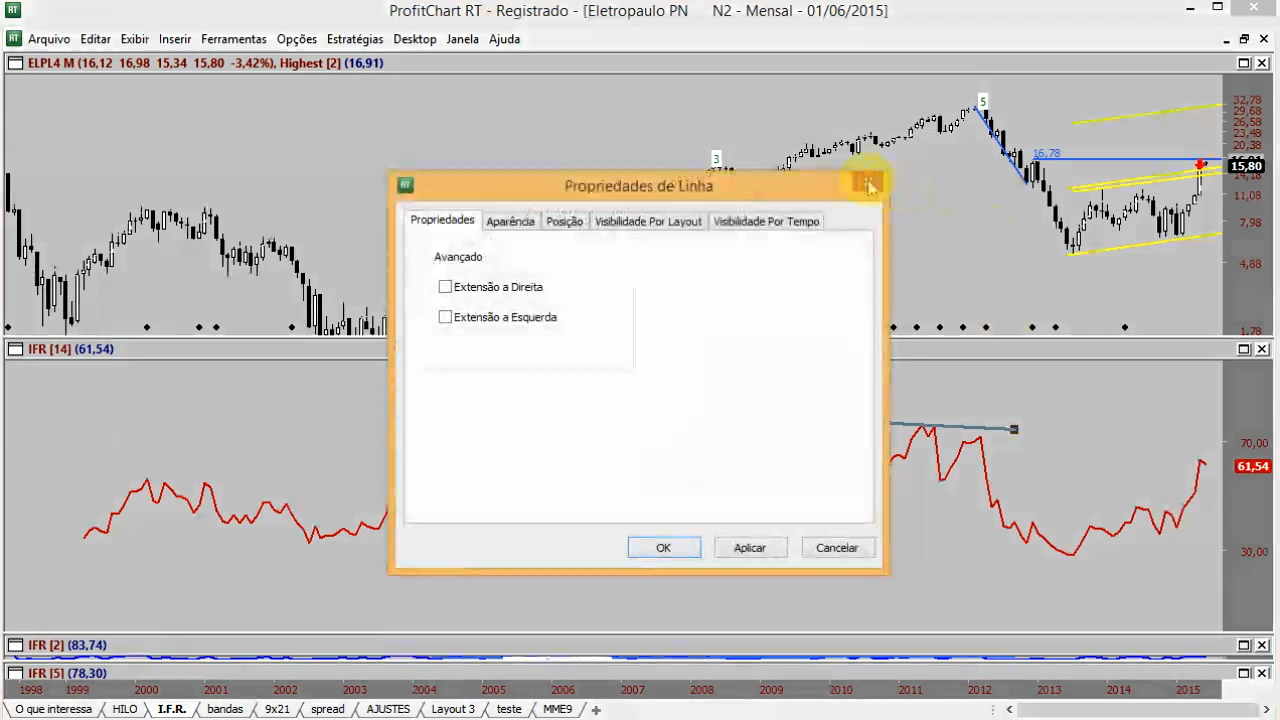 ProfitChart RT - Registrado - [Eletropaulo PN N2 - Mensal - 01/06/2015]
Arquivo Editar Exibir Inserir Ferramentas Opções Estratégias Desktop Janela Ajuda
ELPL4 M (16,12 16,98 15,34 15,80 -3,42%), Highest [2] (16,91)
5
3
16,78
32,78
29,68
26,58
23,48
20,38
15,80
11,08
7,98
4,88
1,78
Propriedades de Linha
Propriedades Aparência Posição Visibilidade Por Layout Visibilidade Por Tempo
Avançado
Extensão a Direita
Extensão a Esquerda
OK Aplicar Cancelar
IFR [14] (61,54)
70,00
61,54
30,00
IFR [2] (83,74)
IFR [5] (78,30)
1998 1999 2000 2001 2002 2003 2004 2005 2006 2007 2008 2009 2010 2011 2012 2013 2014 2015
O que interessa HILO I.F.R. bandas 9x21 spread AJUSTES Layout 3 teste MME9